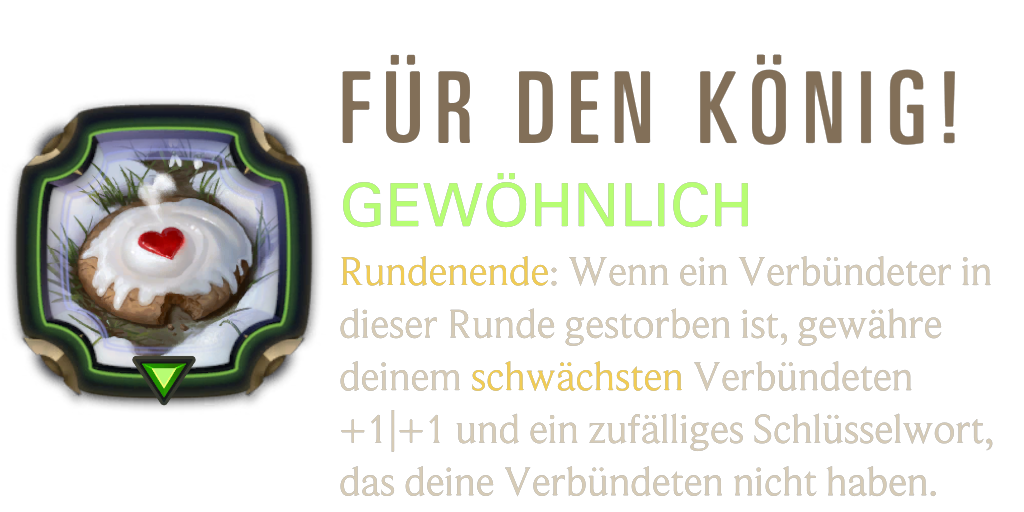 FÜR DEN KÖNIG!
GEWÖHNLICH
Rundenende: Wenn ein Verbündeter in
dieser Runde gestorben ist, gewähre
deinem schwächsten Verbündeten
+1|+1 und ein zufälliges Schlüsselwort,
das deine Verbündeten nicht haben.